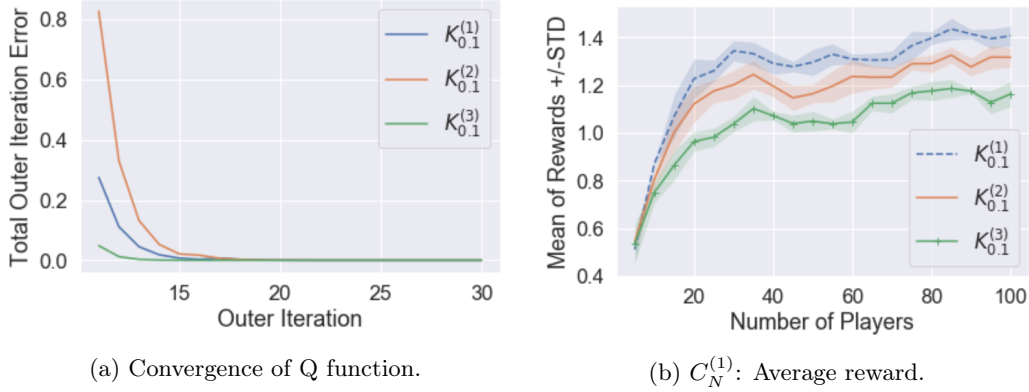 Total Outer Iteration Error
0.8
0.6
0.4
0.2
0.0
15 20 25 30
Outer Iteration
K_{0.1}^{(1)}
K_{0.1}^{(2)}
K_{0.1}^{(3)}
(a) Convergence of Q function.
Mean of Rewards +/-STD
1.4
1.2
1.0
0.8
0.6
0.4
20 40 60 80 100
Number of Players
K_{0.1}^{(1)}
K_{0.1}^{(2)}
K_{0.1}^{(3)}
(b) C_N^{(1)}: Average reward.